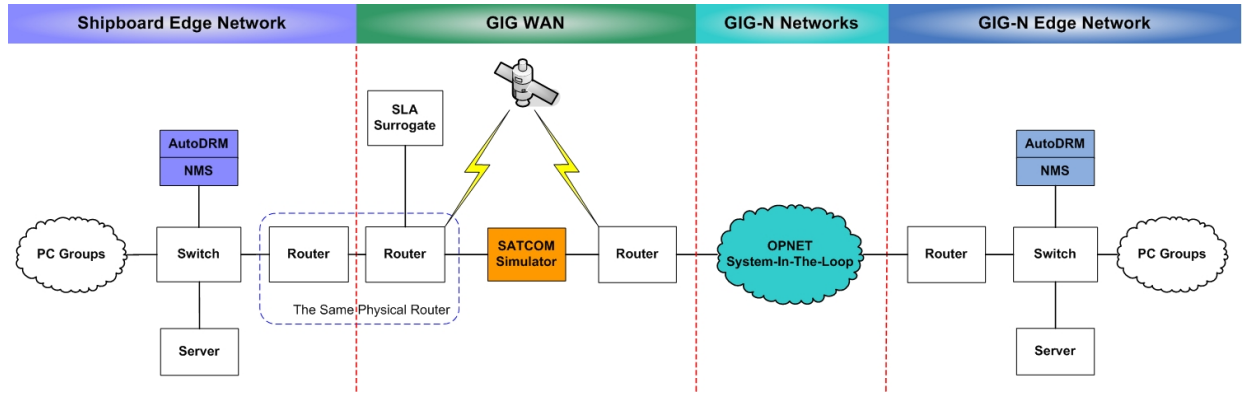 Shipboard Edge Network
GIG WAN
GIG-N Networks
GIG-N Edge Network
SLA
Surrogate
AutoDRM
NMS
AutoDRM
NMS
PC Groups
Switch
Router
Router
SATCOM
Simulator
Router
OPNET
System-In-The-Loop
Router
Switch
PC Groups
The Same Physical Router
Server
Server